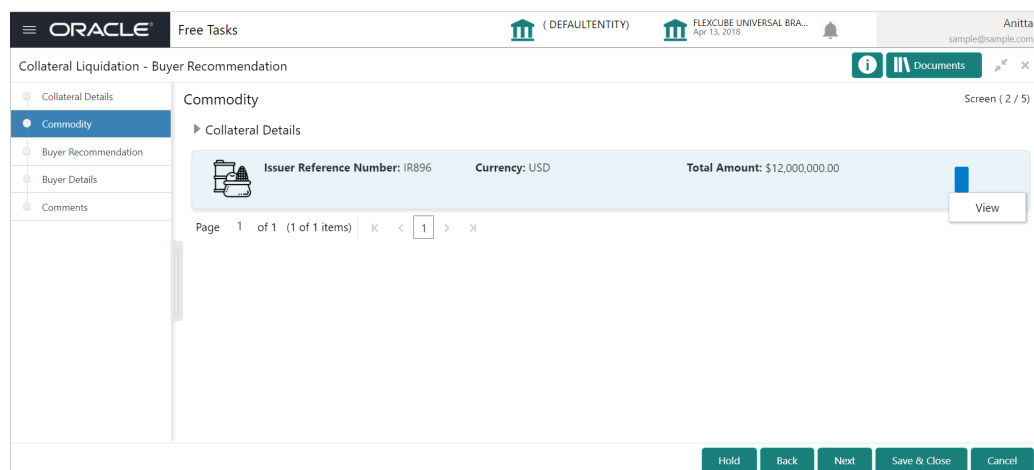 ORACLE
Free Tasks
( DEFAULTENTITY)
FLEXCUBE UNIVERSAL BRA...
Apr 13, 2018
Anitta
sample@sample.com
Collateral Liquidation - Buyer Recommendation
i
Documents
Collateral Details
Commodity
Buyer Recommendation
Buyer Details
Comments
Commodity
Screen ( 2 / 5)
Collateral Details
Issuer Reference Number: IR896 Currency: USD Total Amount: $12,000,000.00
View
Page 1 of 1 (1 of 1 items) K < 1 > >|
Hold Back Next Save & Close Cancel